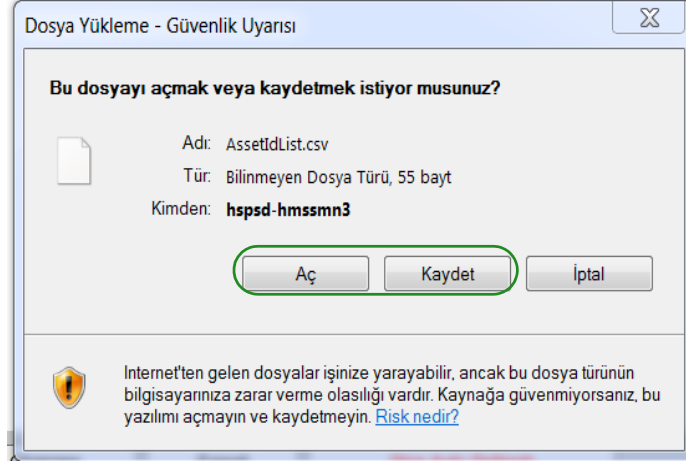 Dosya Yükleme - Güvenlik Uyarısı
Bu dosyayı açmak veya kaydetmek istiyor musunuz?
Adı: AssetIdList.csv
Tür: Bilinmeyen Dosya Türü, 55 bayt
Kimden: hspsd-hmssmn3
Aç Kaydet İptal
Internet'ten gelen dosyalar işinize yarayabilir, ancak bu dosya türünün
bilgisayarınıza zarar verme olasılığı vardır. Kaynağa güvenmiyorsanız, bu
yazılımı açmayın ve kaydetmeyin. Risk nedir?